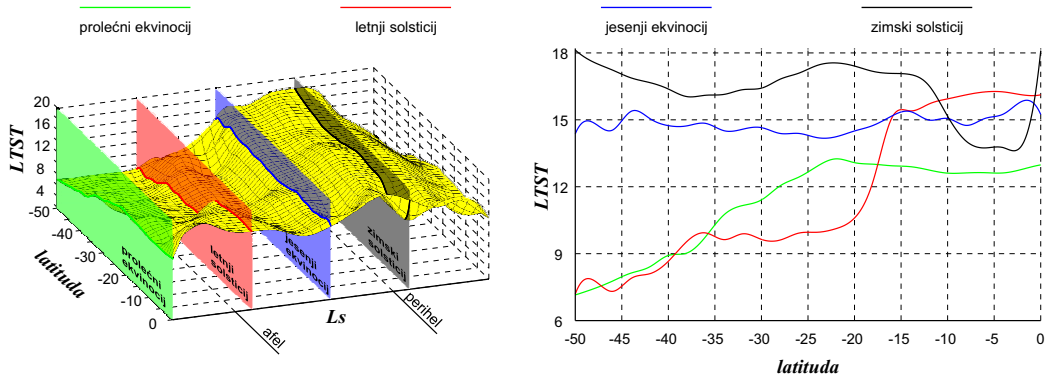 prolećni ekvinocij
letnji solsticij
jesenji ekvinocij
zimski solsticij
LTST
20
16
12
8
4
-50
-40
-30
-20
-10
0
latituda
prolećni
ekvinocij
letnji
solsticij
jesenji
ekvinocij
zimski
solsticij
Ls
afel
perihel
LTST
18
15
12
9
6
-50 -45 -40 -35 -30 -25 -20 -15 -10 -5 0
latituda